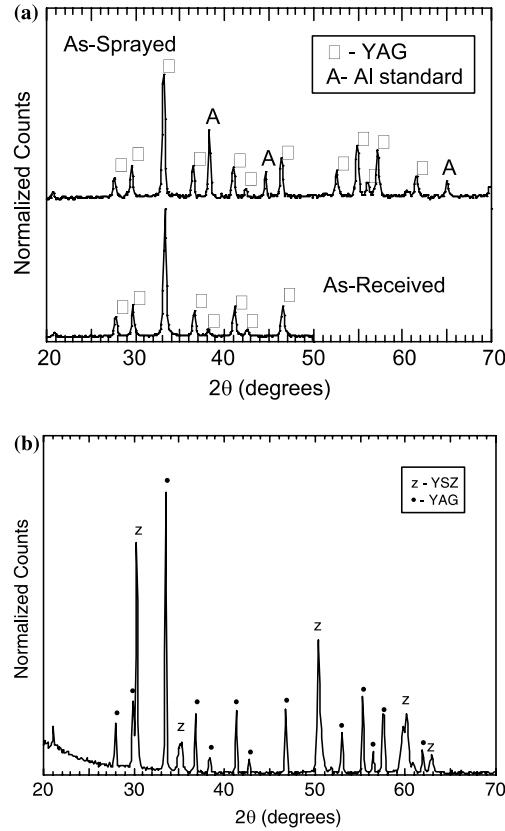 (a)
As-Sprayed
□ - YAG
A- Al standard
A
A
A
Normalized Counts
As-Received
20 30 40 50 60 70
2θ (degrees)
(b)
z - YSZ
• - YAG
z
z
z
z
z
Normalized Counts
20 30 40 50 60 70
2θ (degrees)